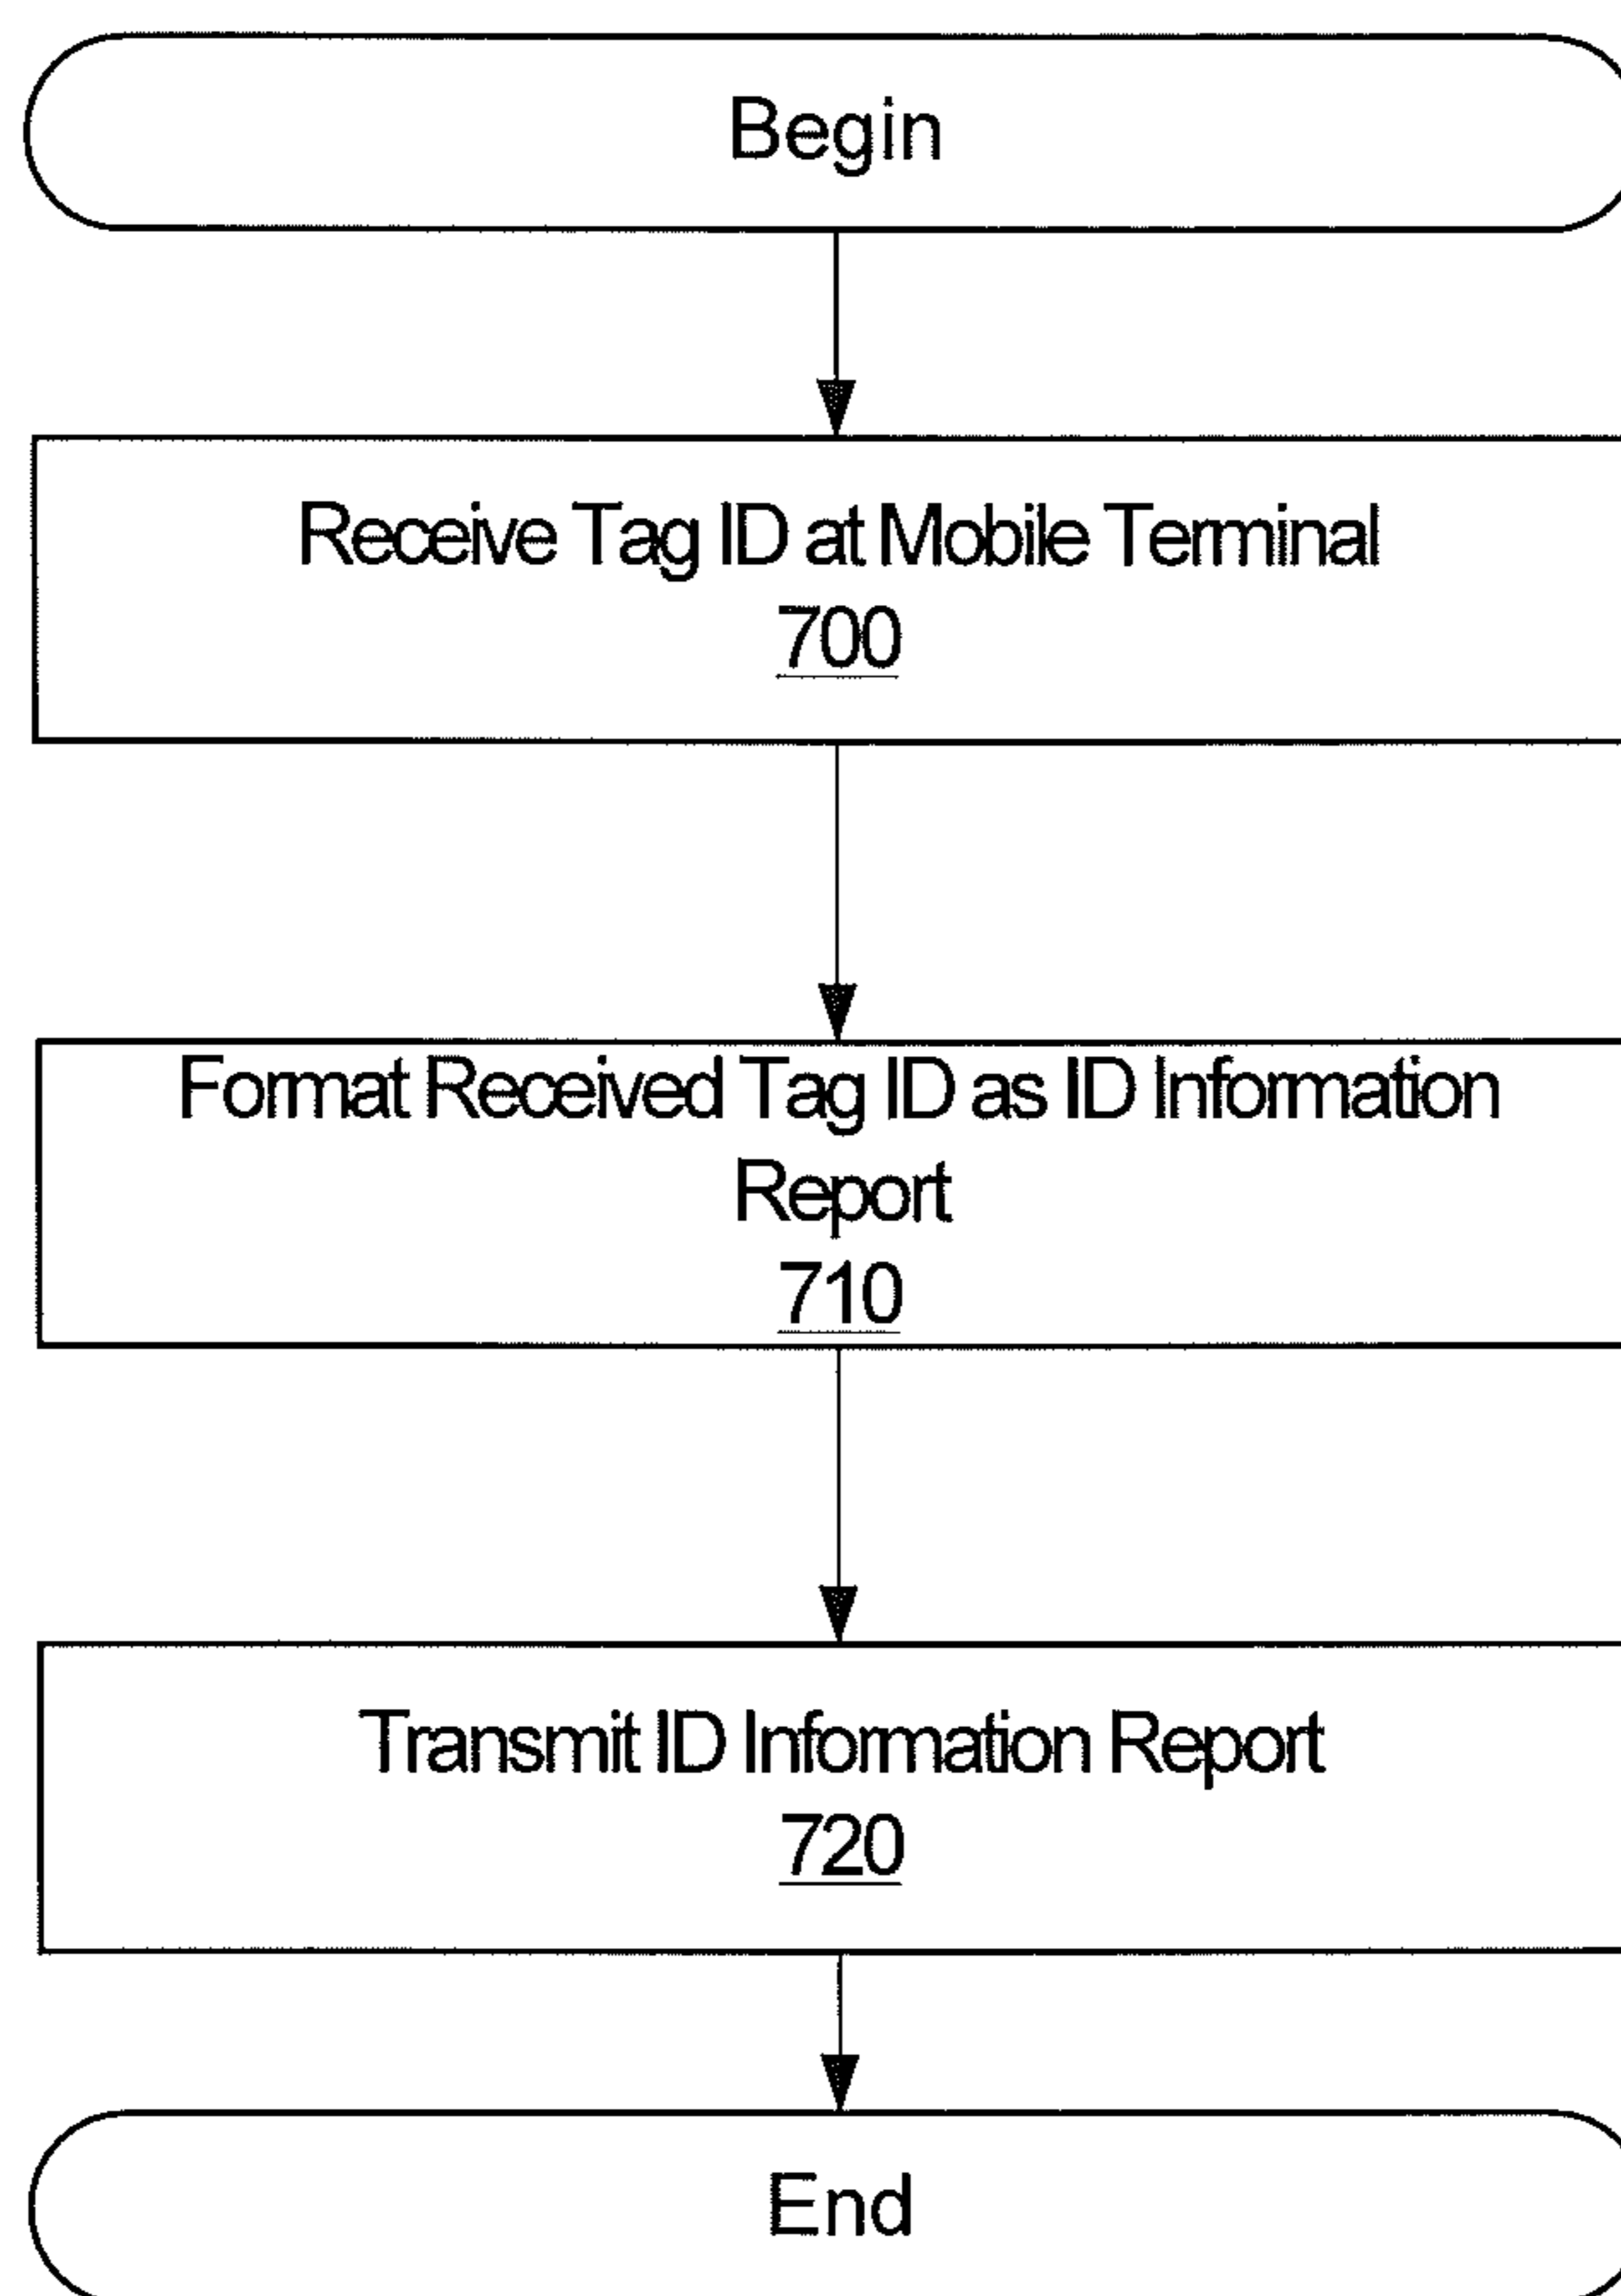 Begin
Receive Tag ID at Mobile Terminal
700
Format Received Tag ID as ID Information
Report
710
Transmit ID Information Report
720
End